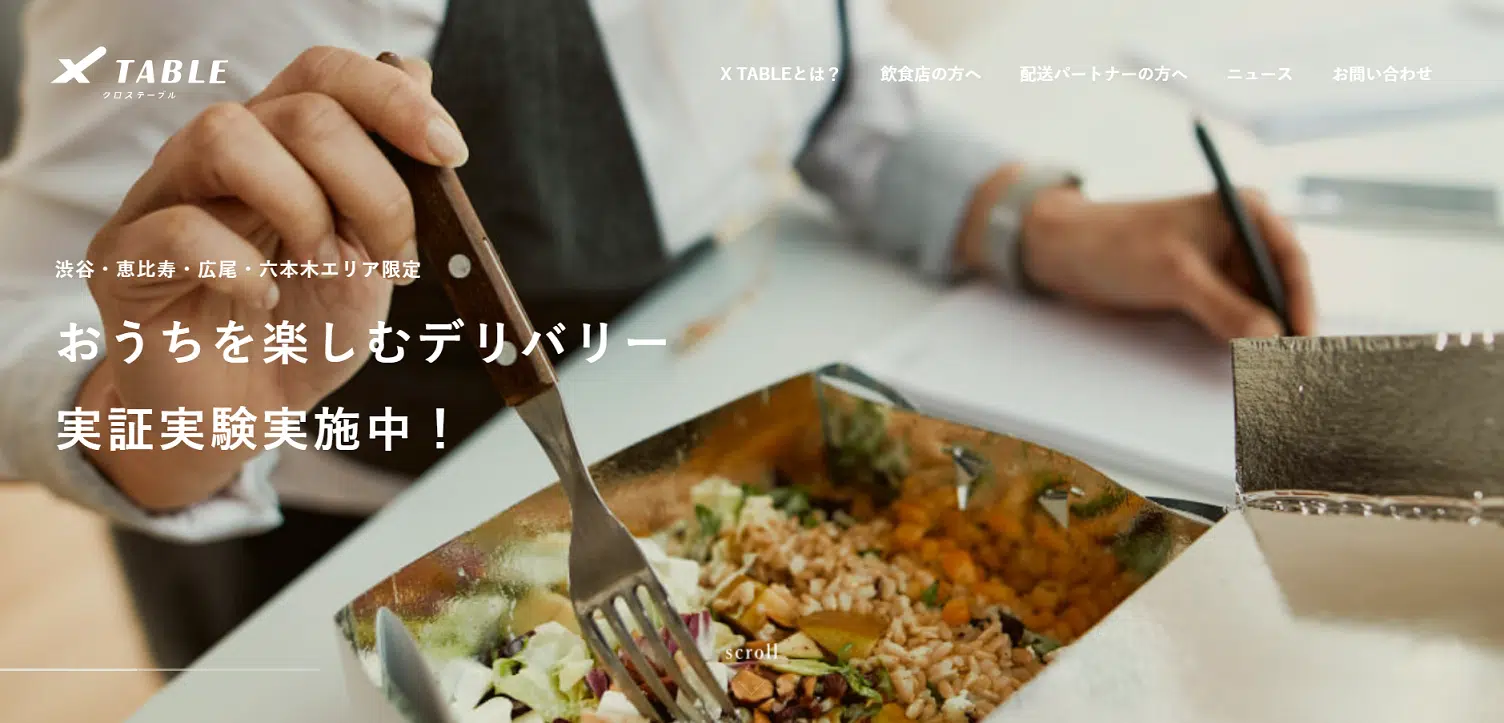 X TABLE
クロステーブル
X TABLEとは？ 飲食店の方へ 配送パートナーの方へ ニュース お問い合わせ
渋谷・恵比寿・広尾・六本木エリア限定
おうちを楽しむデリバリー
実証実験実施中！
scroll